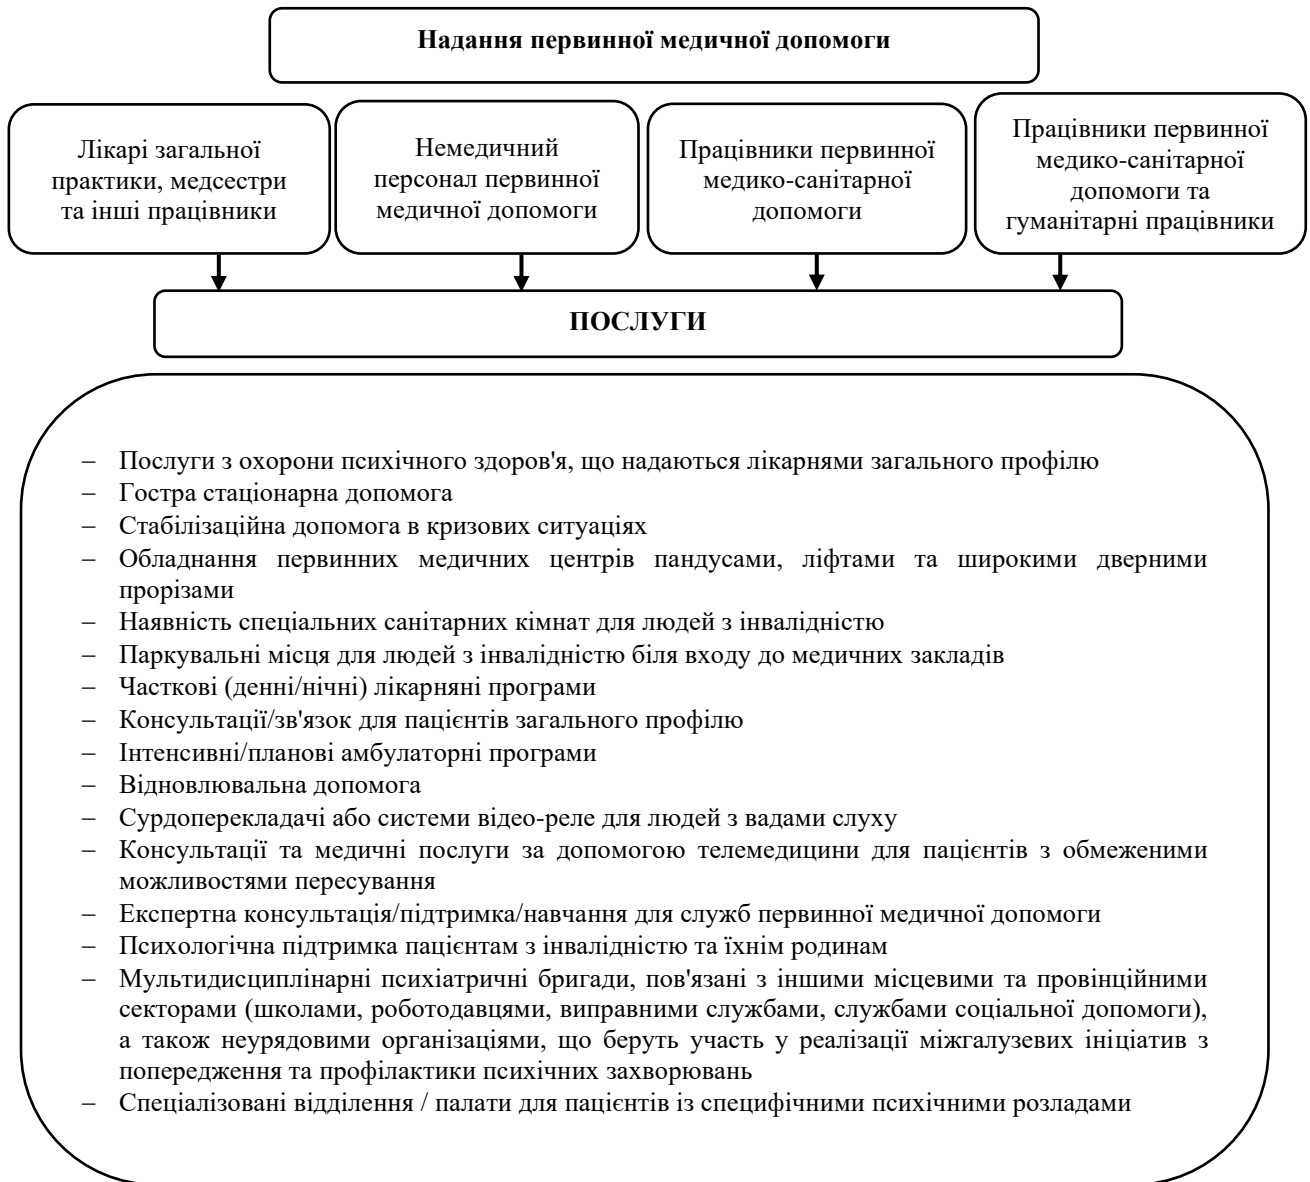 Надання первинної медичної допомоги
Лікарі загальної
практики, медсестри
та інші працівники
Немедичний
персонал первинної
медичної допомоги
Працівники первинної
медико-санітарної
допомоги
Працівники первинної
медико-санітарної
допомоги та
гуманітарні працівники
ПОСЛУГИ
– Послуги з охорони психічного здоров'я, що надаються лікарнями загального профілю
– Гостра стаціонарна допомога
– Стабілізаційна допомога в кризових ситуаціях
– Обладнання первинних медичних центрів пандусами, ліфтами та широкими дверними
прорізами
– Наявність спеціальних санітарних кімнат для людей з інвалідністю
– Паркувальні місця для людей з інвалідністю біля входу до медичних закладів
– Часткові (денні/нічні) лікарняні програми
– Консультації/зв'язок для пацієнтів загального профілю
– Інтенсивні/планові амбулаторні програми
– Відновлювальна допомога
– Сурдоперекладачі або системи відео-реле для людей з вадами слуху
– Консультації та медичні послуги за допомогою телемедицини для пацієнтів з обмеженими
можливостями пересування
– Експертна консультація/підтримка/навчання для служб первинної медичної допомоги
– Психологічна підтримка пацієнтам з інвалідністю та їхнім родинам
– Мультидисциплінарні психіатричні бригади, пов'язані з іншими місцевими та провінційними
секторами (школами, роботодавцями, виправними службами, службами соціальної допомоги),
а також неурядовими організаціями, що беруть участь у реалізації міжгалузевих ініціатив з
попередження та профілактики психічних захворювань
– Спеціалізовані відділення / палати для пацієнтів із специфічними психічними розладами